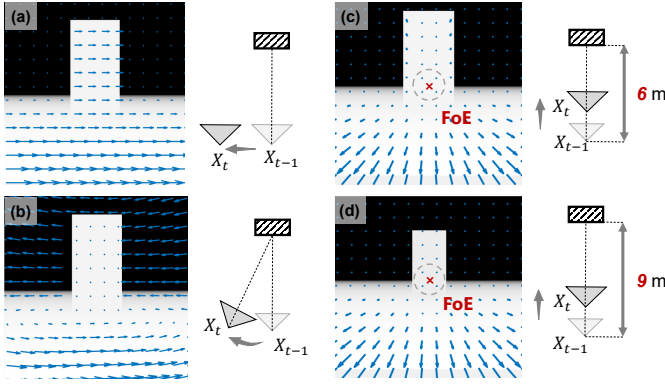 (a)
X_t
X_{t−1}
(b)
X_t
X_{t−1}
(c)
FoE
X_t
X_{t−1}
6 m
(d)
FoE
X_t
X_{t−1}
9 m